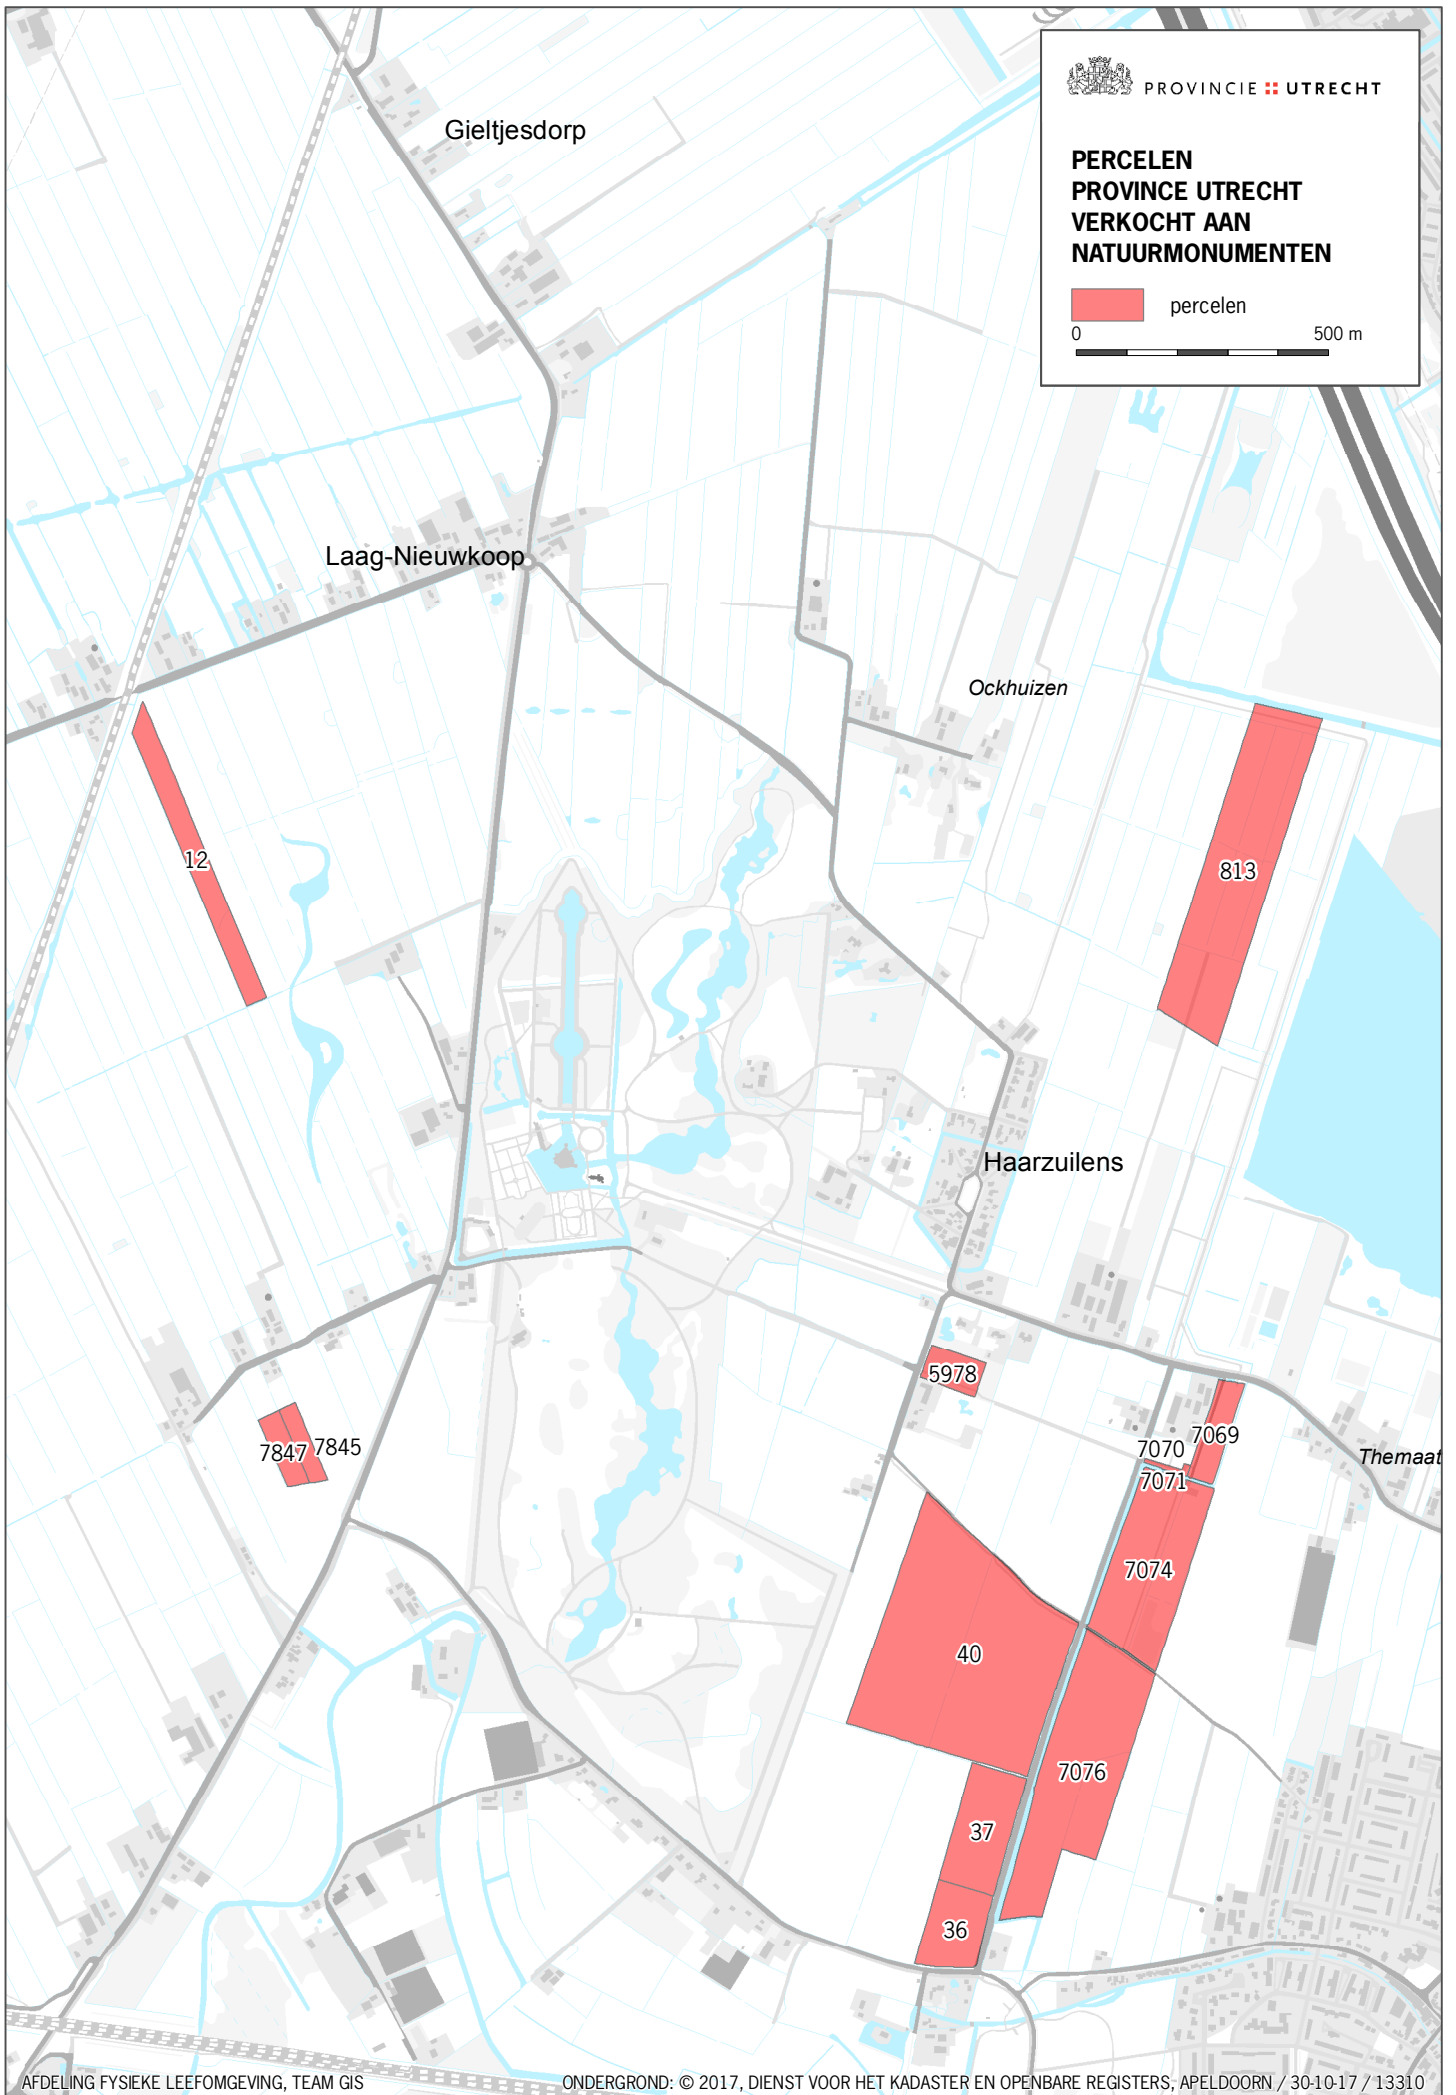 PROVINCIE UTRECHT
PERCELEN
PROVINCE UTRECHT
VERKOCHT AAN
NATUURMONUMENTEN
percelen
0 500 m
Gieltjesdorp
Laag-Nieuwkoop
Ockhuizen
12
813
Haarzuilens
5978
7847 7845
7069
7070
Themaat
7071
7074
40
7076
37
36
AFDELING FYSIEKE LEEFOMGEVING, TEAM GIS
ONDERGROND: © 2017, DIENST VOOR HET KADASTER EN OPENBARE REGISTERS, APELDOORN / 30-10-17 / 13310